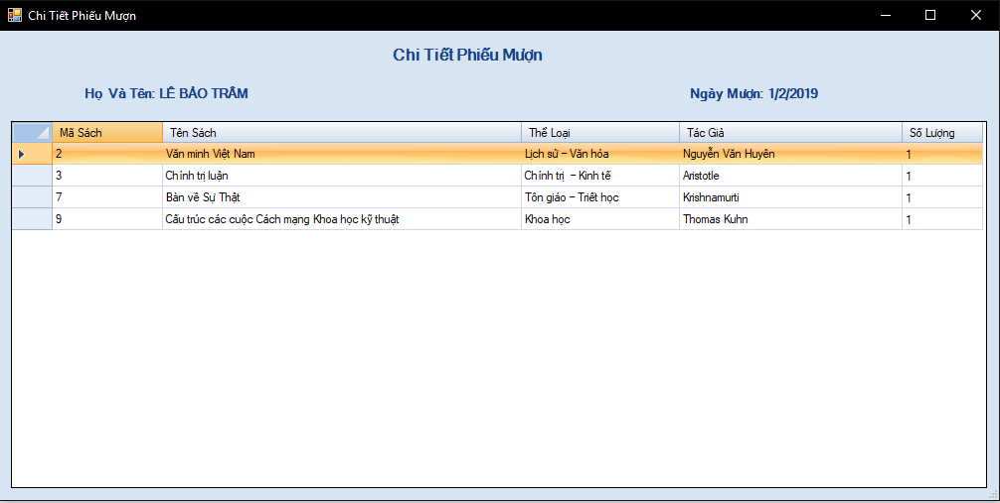 Chi Tiết Phiếu Mượn
Chi Tiết Phiếu Mượn
Họ Và Tên: LÊ BẢO TRÂM Ngày Mượn: 1/2/2019
Mã Sách Tên Sách Thể Loại Tác Giả Số Lượng
2 Văn minh Việt Nam Lịch sử – Văn hóa Nguyễn Văn Huyên 1
3 Chính trị luận Chính trị – Kinh tế Aristotle 1
7 Bàn về Sự Thật Tôn giáo – Triết học Krishnamurti 1
9 Cấu trúc các cuộc Cách mạng Khoa học kỹ thuật Khoa học Thomas Kuhn 1